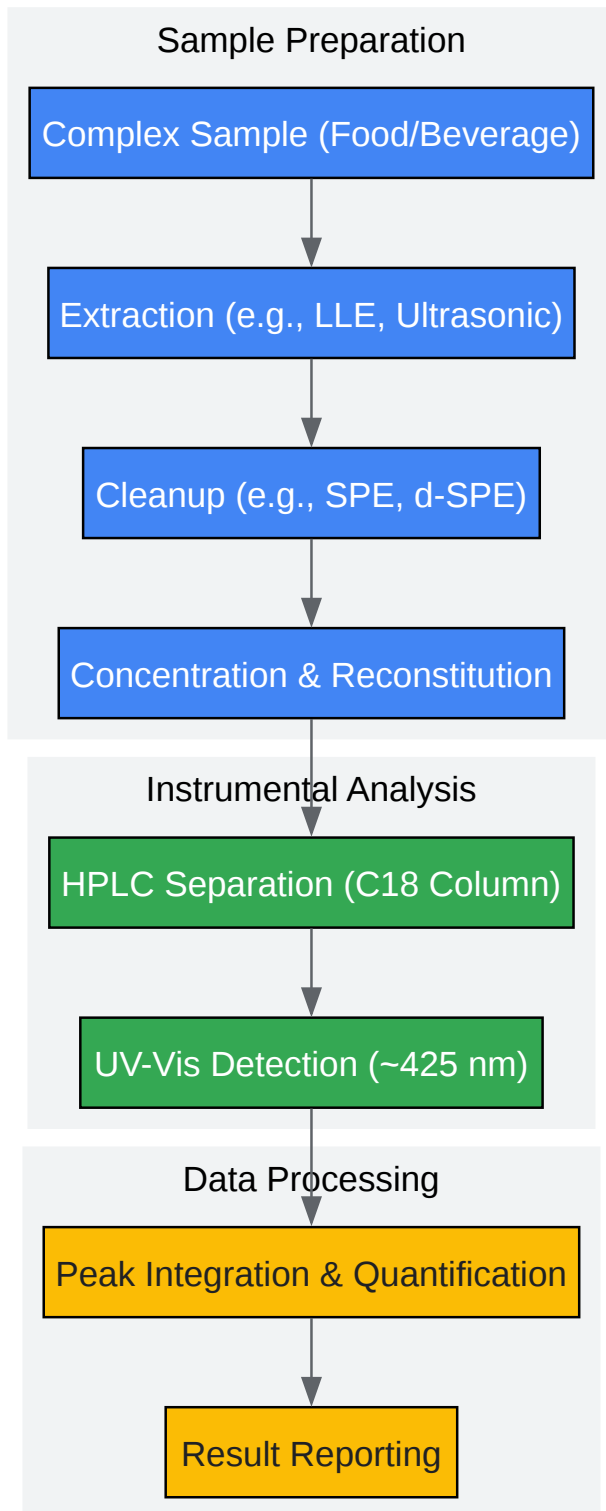 Sample Preparation
Complex Sample (Food/Beverage)
Extraction (e.g., LLE, Ultrasonic)
Cleanup (e.g., SPE, d-SPE)
Concentration & Reconstitution
Instrumental Analysis
HPLC Separation (C18 Column)
UV-Vis Detection (~425 nm)
Data Processing
Peak Integration & Quantification
Result Reporting